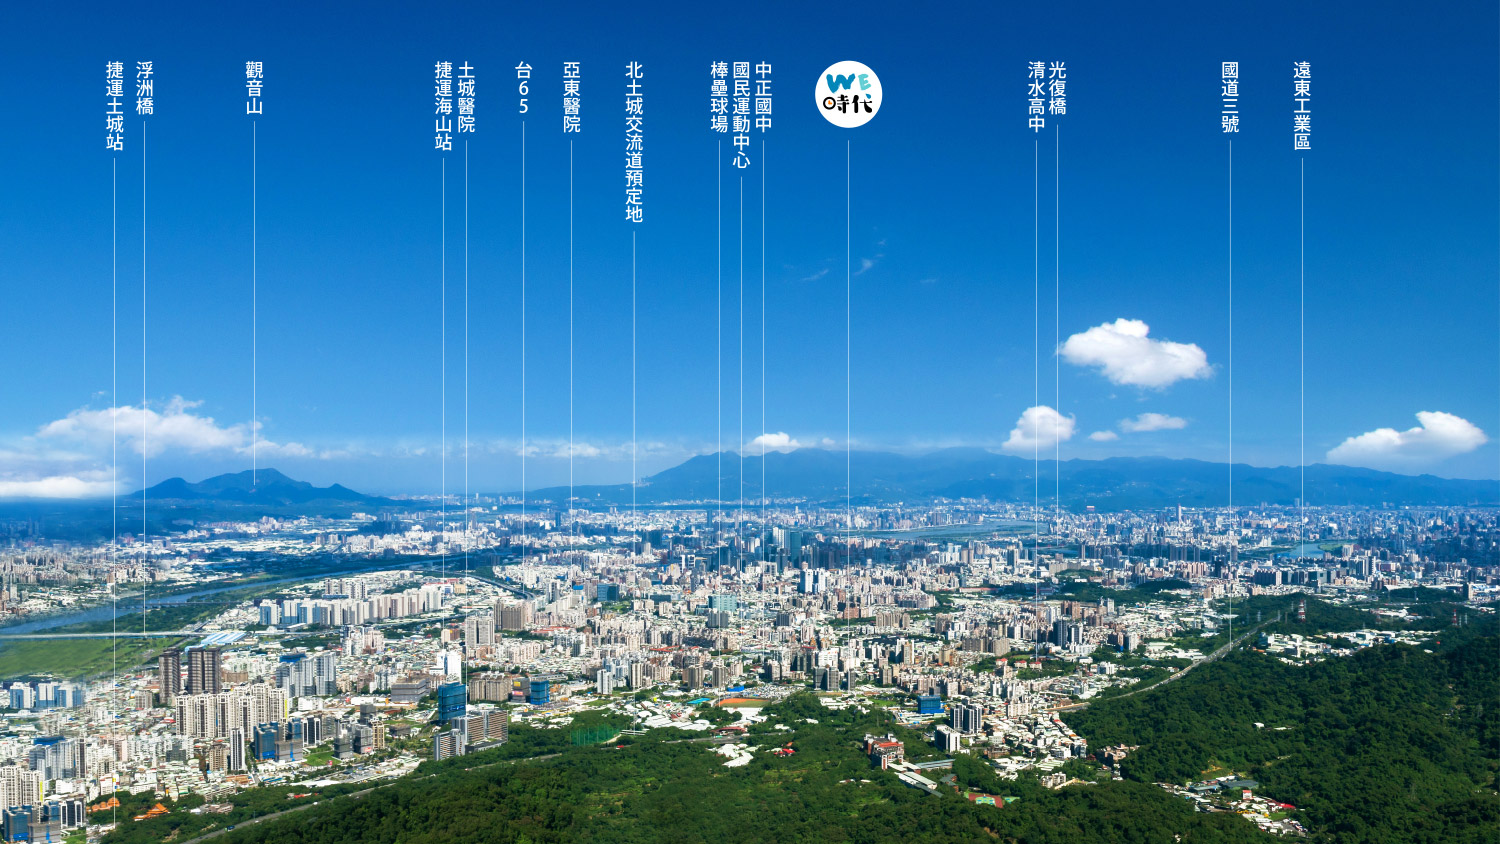 捷運土城站
浮洲橋
觀音山
捷運海山站
土城醫院
台65
亞東醫院
北土城交流道預定地
棒壘球場
國民運動中心
中正國中
WE
時代
清水高中
光復橋
國道三號
遠東工業區